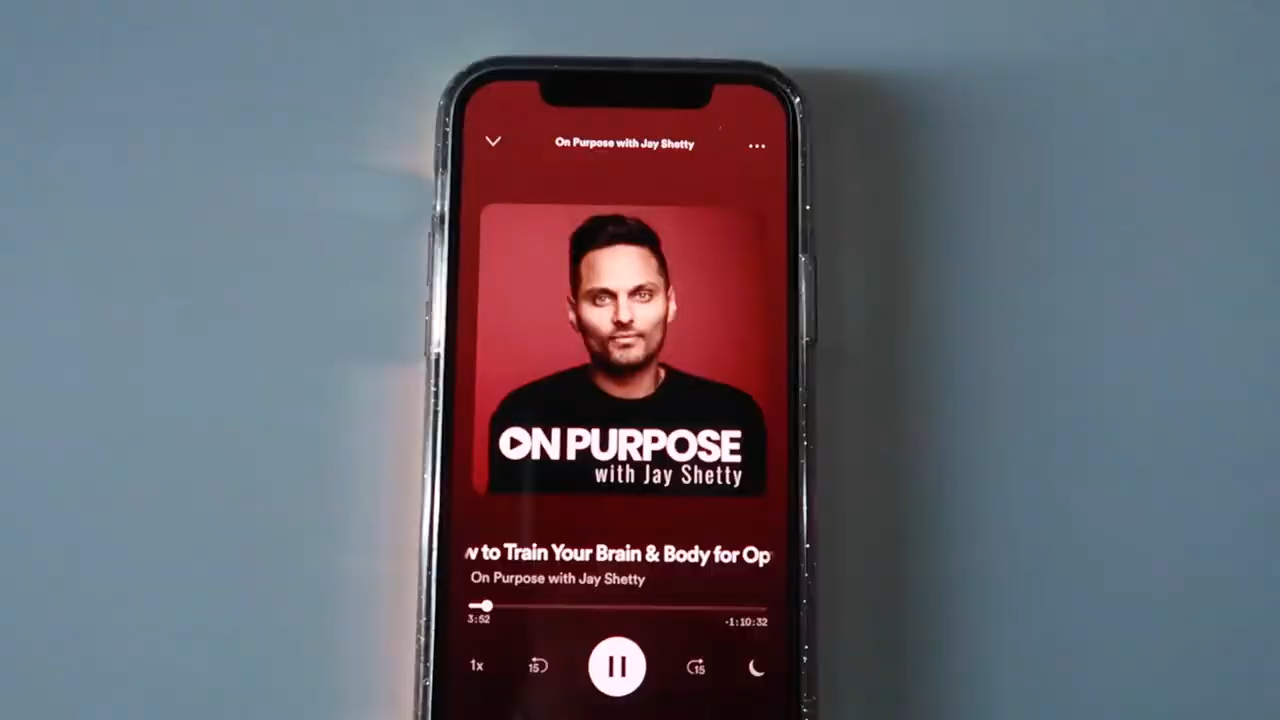 On Purpose with Jay Shetty
ON PURPOSE
with Jay Shetty
w to Train Your Brain & Body for Op
On Purpose with Jay Shetty
3:52
-1:10:32
1x
15
15